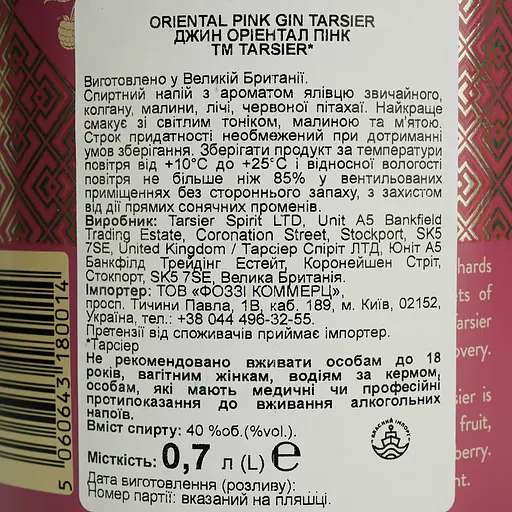 ORIENTAL PINK GIN TARSIER
ДЖИН ОРІЕНТАЛ ПІНК
ТМ TARSIER*
Виготовлено у Великій Британії.
Спиртний напій з ароматом ялівцю звичайного,
колгану, малини, лічі, червоної пітахаї. Найкраще
смакує зі світлим тоніком, малиною та м'ятою.
Строк придатності необмежений при дотриманні
умов зберігання. Зберігати продукт за температури
повітря від +10°С до +25°С і відносної вологості
повітря не більше ніж 85% у вентильованих
приміщеннях без стороннього запаху, з захистом
від дії прямих сонячних променів.
Виробник: Tarsier Spirit LTD, Unit A5 Bankfield
Trading Estate, Coronation Street, Stockport, SK5
7SE, United Kingdom / Тарсіер Спіріт ЛТД, Юніт А5
Банкфілд Трейдінг Естейт, Коронейшен Стріт,
Стокпорт, SK5 7SE, Велика Британія.
Імпортер: ТОВ «ФОЗЗІ КОММЕРЦ»,
просп. Тичини Павла, 1В, каб. 189, м. Київ, 02152,
Україна, тел.: +38 044 496-32-55.
Претензії від споживачів приймає імпортер.
*Тарсіер
Не рекомендовано вживати особам до 18
років, вагітним жінкам, водіям за кермом,
особам, які мають медичні чи професійні
протипоказання до вживання алкогольних
напоїв.
Вміст спирту: 40 %об.(%vol.).
Місткість: 0,7 л (L) е
Дата виготовлення (розливу):
Номер партії: вказаний на пляшці.
ВЛАСНИЙ ІМПОРТ
5 060643 180014
hards
ts of
Tarsier
overy.
ier is
fruit,
berry.
nt.